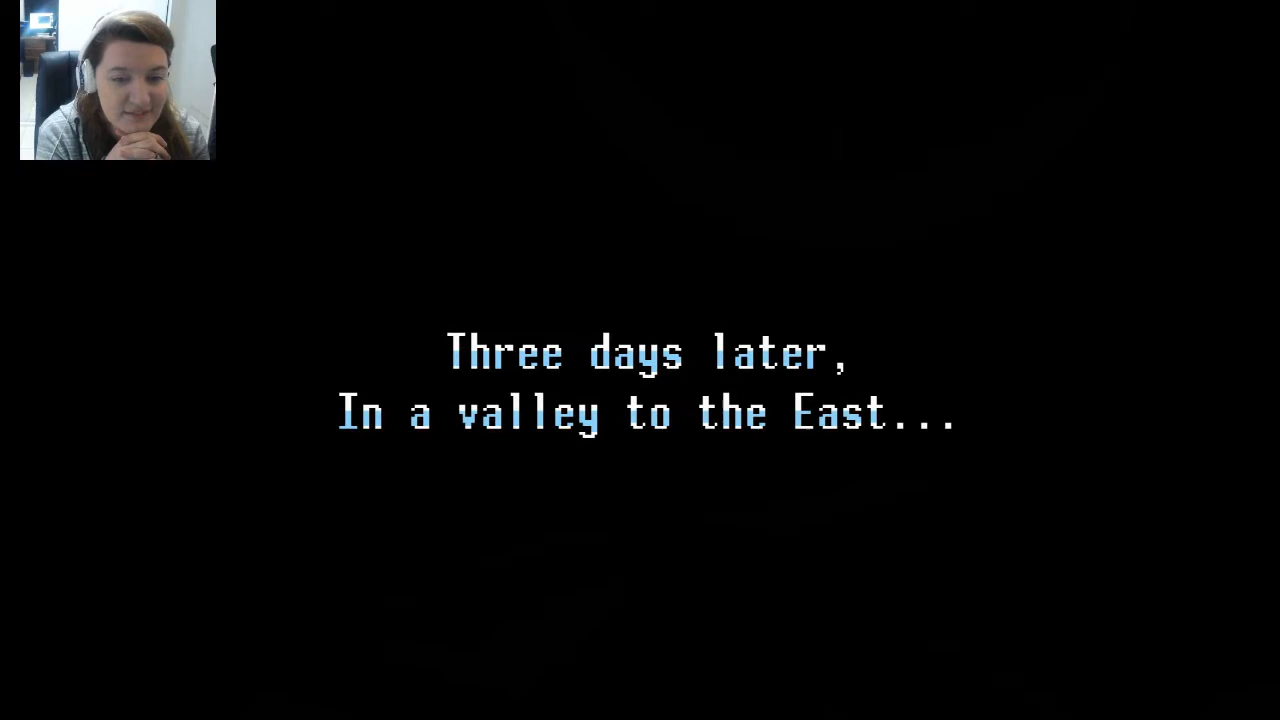 Three days later,
In a valley to the East...